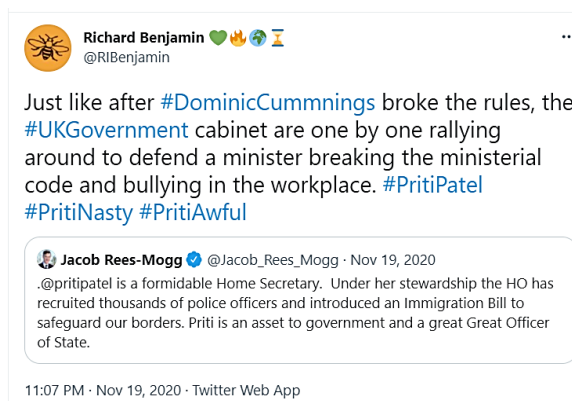 Richard Benjamin 💚🔥🌍⌛
@RIBenjamin
Just like after #DominicCummnings broke the rules, the
#UKGovernment cabinet are one by one rallying
around to defend a minister breaking the ministerial
code and bullying in the workplace. #PritiPatel
#PritiNasty #PritiAwful
Jacob Rees-Mogg @Jacob_Rees_Mogg · Nov 19, 2020
.@pritipatel is a formidable Home Secretary.  Under her stewardship the HO has
recruited thousands of police officers and introduced an Immigration Bill to
safeguard our borders. Priti is an asset to government and a great Great Officer
of State.
11:07 PM · Nov 19, 2020 · Twitter Web App